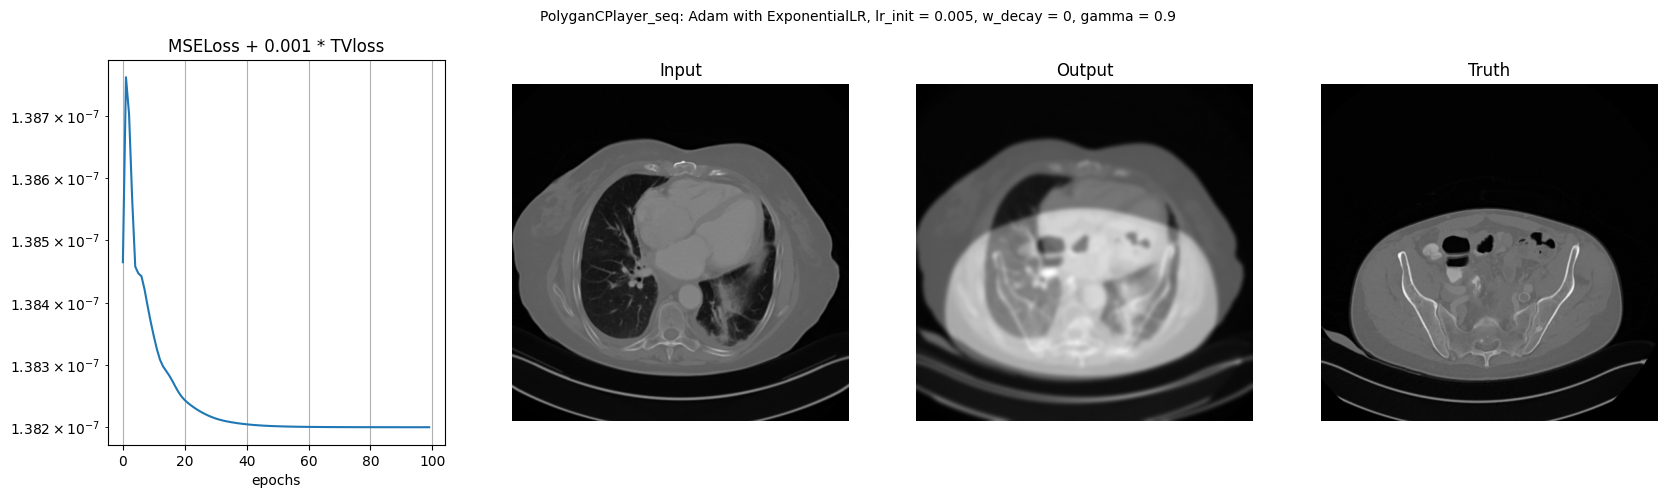 PolyganCPlayer_seq: Adam with ExponentialLR, lr_init = 0.005, w_decay = 0, gamma = 0.9
MSELoss + 0.001 * TVloss
Input
Output
Truth
1.387 × 10⁻⁷
1.386 × 10⁻⁷
1.385 × 10⁻⁷
1.384 × 10⁻⁷
1.383 × 10⁻⁷
1.382 × 10⁻⁷
0 20 40 60 80 100
epochs